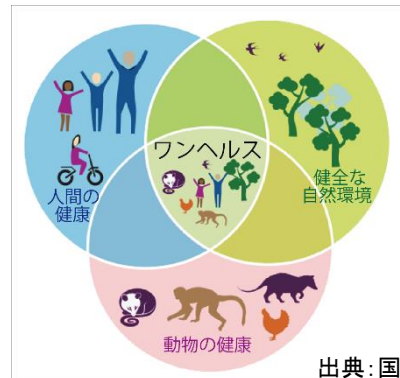 ワンヘルス
人間の
健康
健全な
自然環境
動物の健康
出典:国